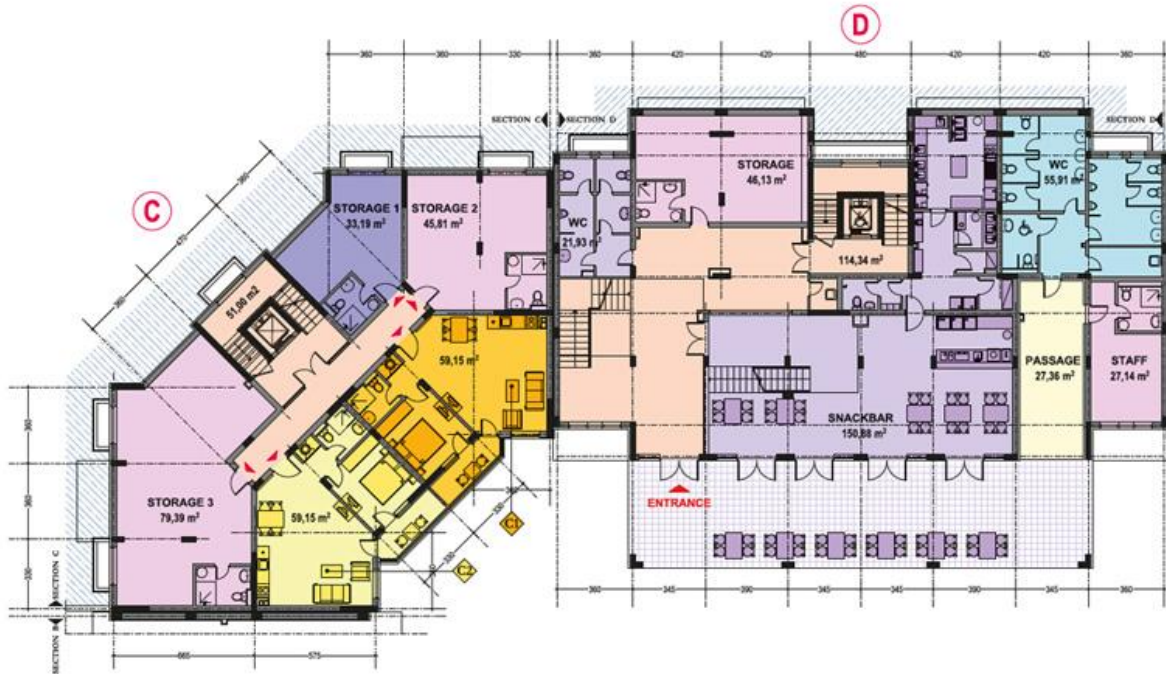 D
360
360
330
360
420
420
480
420
420
360
SECTION C
SECTION D
SECTION D
C
360
470
360
STORAGE 1
33,19 m²
STORAGE 2
45,81 m²
WC
21,93 m²
STORAGE
46,13 m²
WC
55,91 m²
114,34 m²
51,00 m2
59,15 m²
PASSAGE
27,36 m²
STAFF
27,14 m²
SNACKBAR
150,88 m²
STORAGE 3
79,39 m²
59,15 m²
ENTRANCE
360
360
330
330
330
C1
C2
SECTION C
SECTION B
360
345
390
345
345
390
345
360
665
575